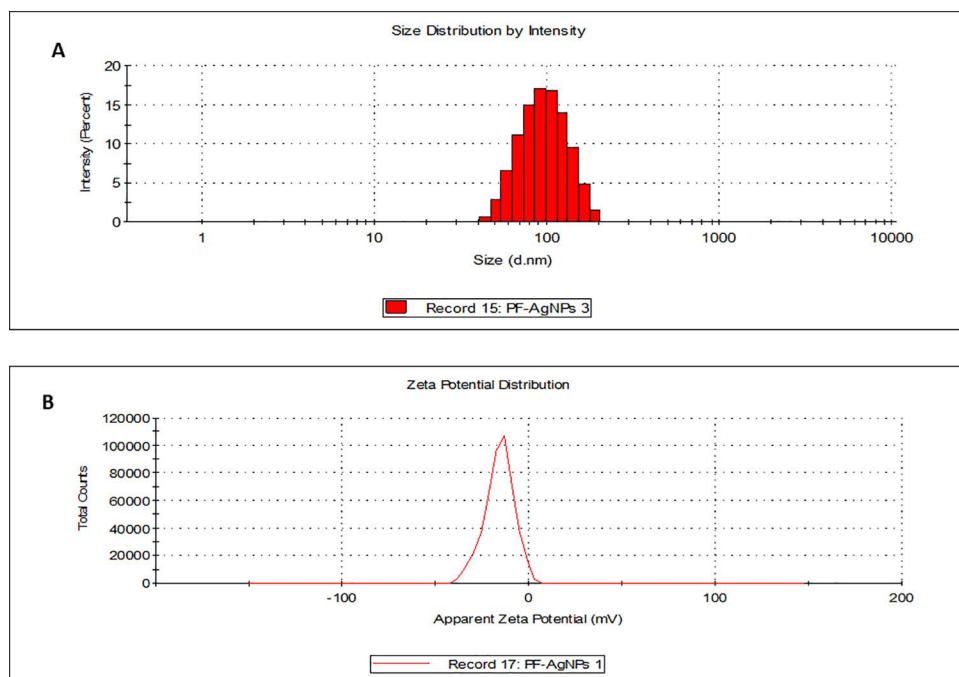 A
Size Distribution by Intensity
Intensity (Percent)
20
15
10
5
0
1 10 100 1000 10000
Size (d.nm)
Record 15: PF-AgNPs 3
B
Zeta Potential Distribution
Total Counts
120000
100000
80000
60000
40000
20000
0
-100 0 100 200
Apparent Zeta Potential (mV)
Record 17: PF-AgNPs 1